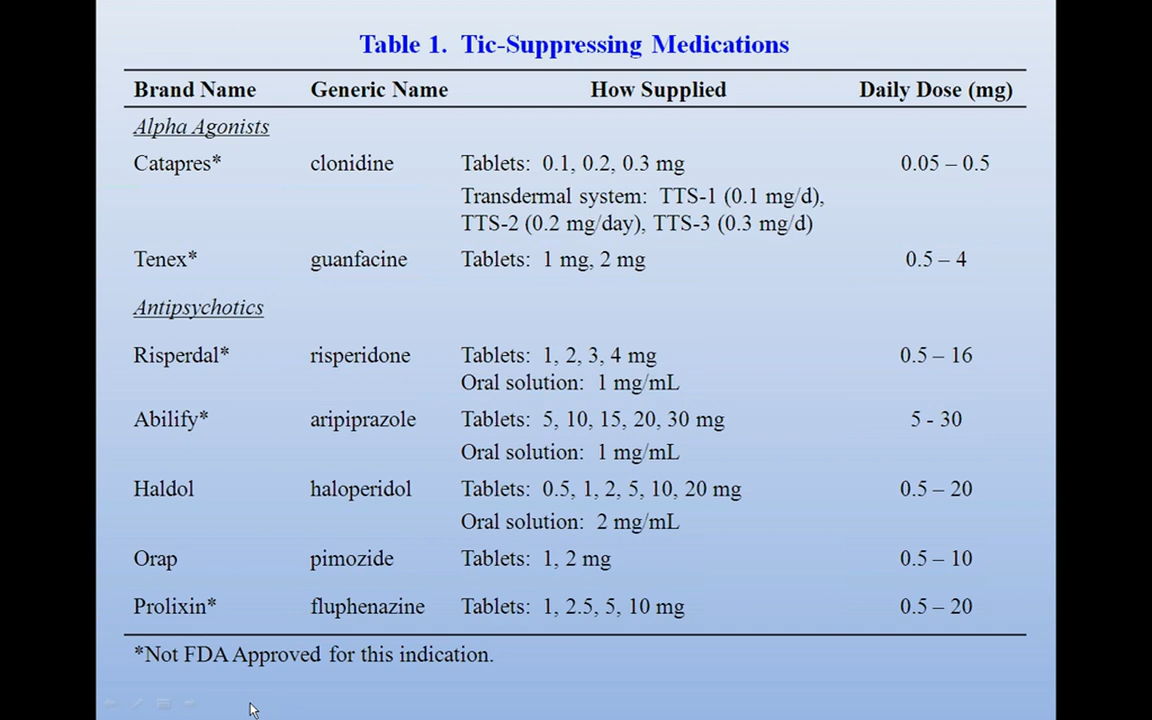 Table 1. Tic-Suppressing Medications
Brand Name Generic Name How Supplied Daily Dose (mg)
Alpha Agonists
Catapres* clonidine Tablets: 0.1, 0.2, 0.3 mg 0.05 – 0.5
Transdermal system: TTS-1 (0.1 mg/d),
TTS-2 (0.2 mg/day), TTS-3 (0.3 mg/d)
Tenex* guanfacine Tablets: 1 mg, 2 mg 0.5 – 4
Antipsychotics
Risperdal* risperidone Tablets: 1, 2, 3, 4 mg 0.5 – 16
Oral solution: 1 mg/mL
Abilify* aripiprazole Tablets: 5, 10, 15, 20, 30 mg 5 - 30
Oral solution: 1 mg/mL
Haldol haloperidol Tablets: 0.5, 1, 2, 5, 10, 20 mg 0.5 – 20
Oral solution: 2 mg/mL
Orap pimozide Tablets: 1, 2 mg 0.5 – 10
Prolixin* fluphenazine Tablets: 1, 2.5, 5, 10 mg 0.5 – 20
*Not FDA Approved for this indication.